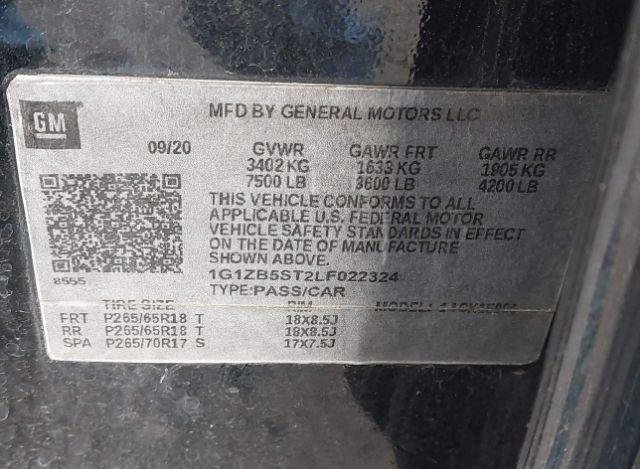 GM
MFD BY GENERAL MOTORS LLC
09/20 GVWR GAWR FRT GAWR RR
3402 KG 1633 KG 1905 KG
7500 LB 3600 LB 4200 LB
THIS VEHICLE CONFORMS TO ALL
APPLICABLE U.S. FEDERAL MOTOR
VEHICLE SAFETY STANDARDS IN EFFECT
ON THE DATE OF MANUFACTURE
SHOWN ABOVE.
8555 1G1ZB5ST2LF022324
TYPE:PASS/CAR
TIRE SIZE RIM MODEL:
FRT P265/65R18 T 18X8.5J
RR P265/65R18 T 18X8.5J
SPA P265/70R17 S 17X7.5J